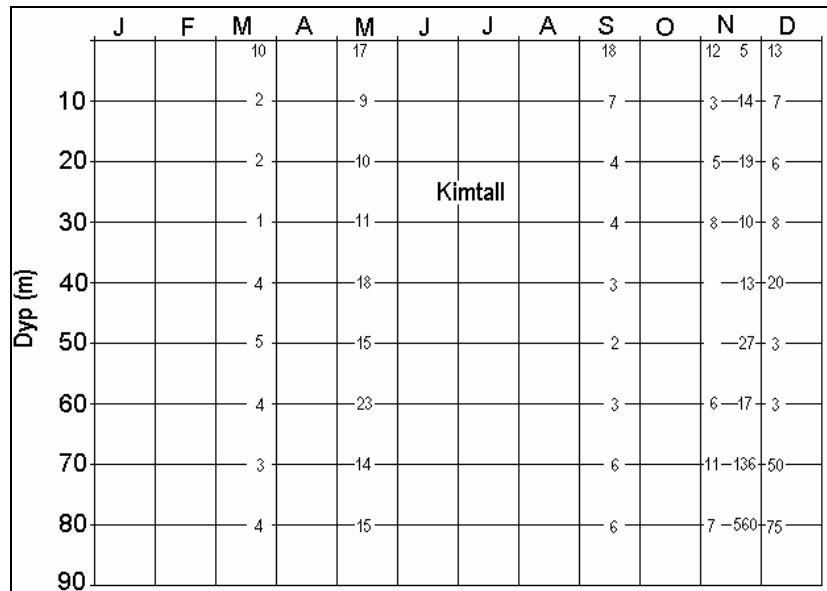 J F M A M J J A S O N D
10 17 18 12 5 13
10 2 9 7 3 14 7
20 2 10 4 5 19 6
Kimtall
30 1 11 4 8 10 8
40 4 18 3 13 20
Dyp (m)
50 5 15 2 27 3
60 4 23 3 6 17 3
70 3 14 6 11 136 50
80 4 15 6 7 560 75
90